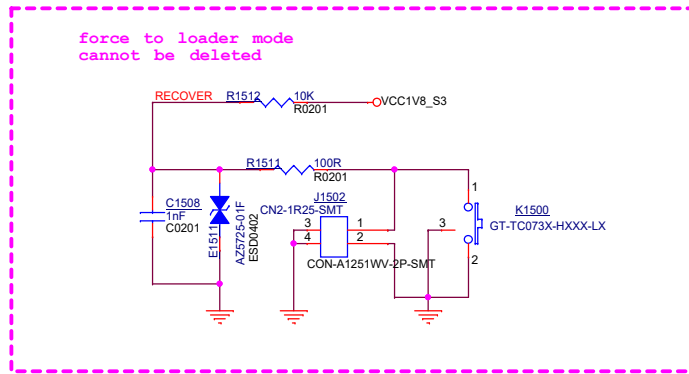 force to loader mode
cannot be deleted
RECOVER
R1512
10K
R0201
VCC1V8_S3
R1511
100R
R0201
C1508
1nF
C0201
E1511
AZ5725-01F
ESD0402
J1502
CN2-1R25-SMT
3
4
1
2
CON-A1251WV-2P-SMT
1
3
2
K1500
GT-TC073X-HXXX-LX